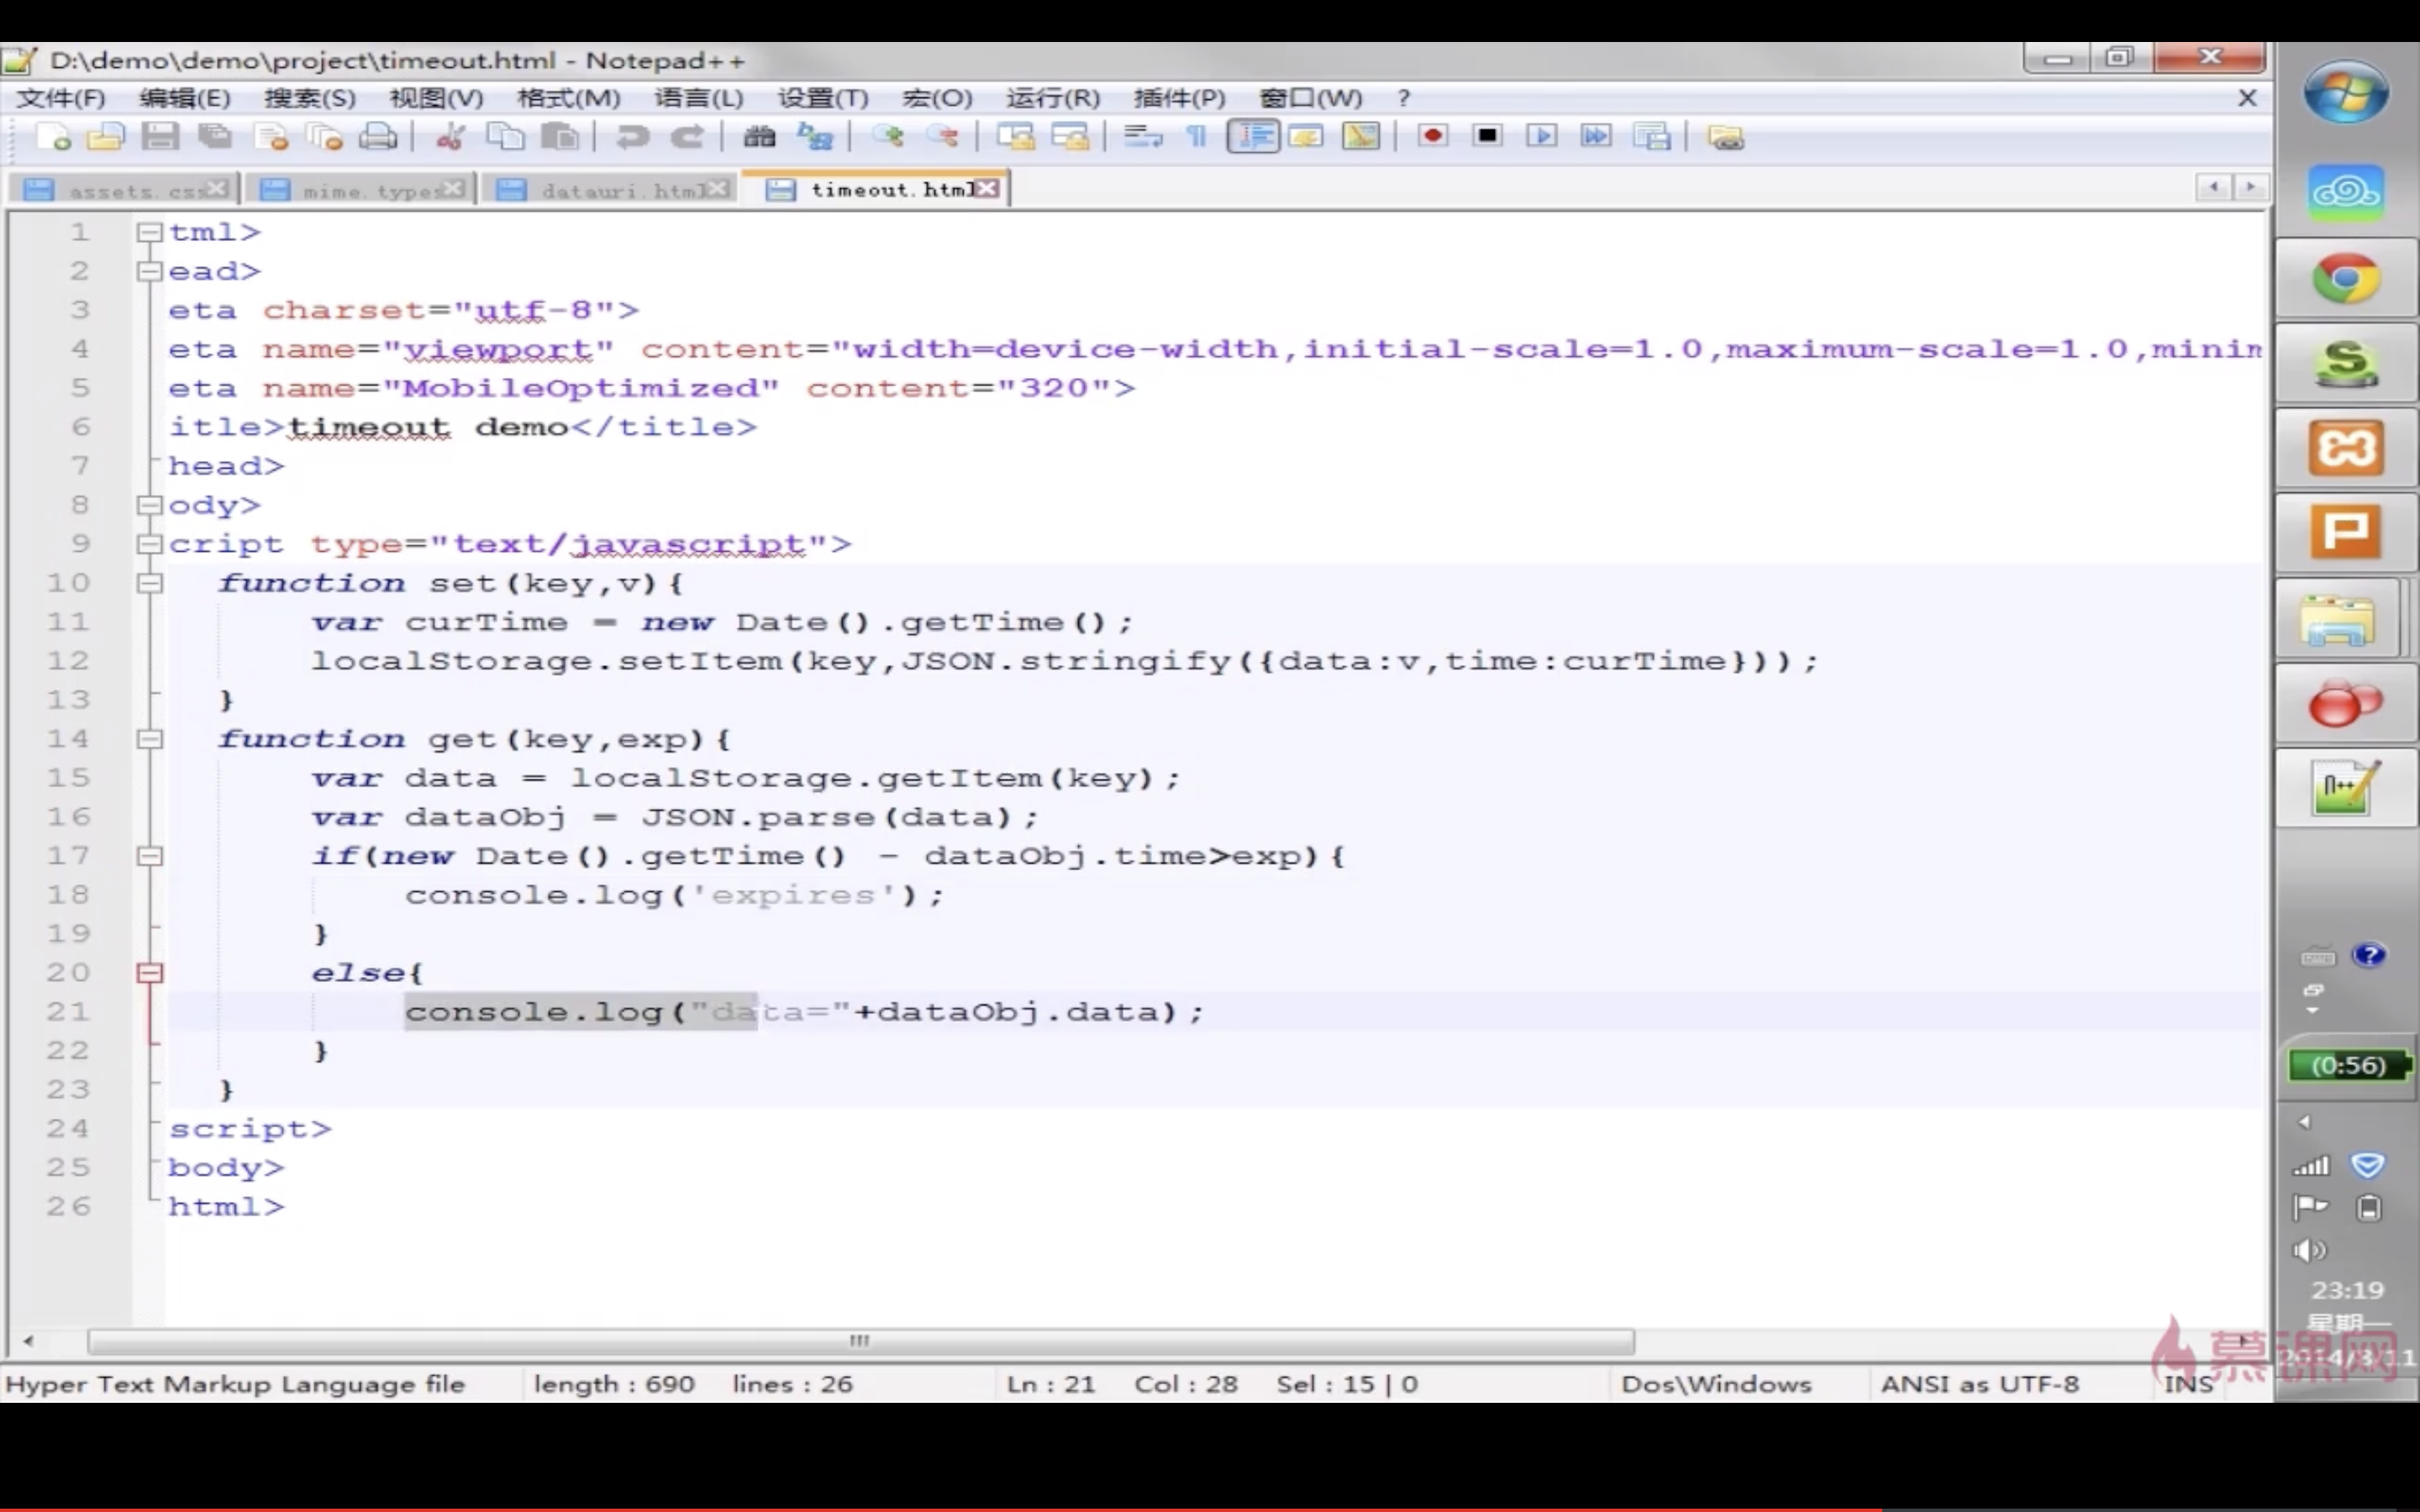 D:\demo\demo\project\timeout.html - Notepad++
文件(F) 编辑(E) 搜索(S) 视图(V) 格式(M) 语言(L) 设置(T) 宏(O) 运行(R) 插件(P) 窗口(W) ? X
assets.css mime.types datauri.html timeout.html
1 tml>
2 ead>
3 eta charset="utf-8">
4 eta name="viewport" content="width=device-width,initial-scale=1.0,maximum-scale=1.0,minim
5 eta name="MobileOptimized" content="320">
6 itle>timeout demo</title>
7 head>
8 ody>
9 cript type="text/javascript">
10 function set(key,v){
11 var curTime = new Date().getTime();
12 localStorage.setItem(key,JSON.stringify({data:v,time:curTime}));
13 }
14 function get(key,exp){
15 var data = localStorage.getItem(key);
16 var dataObj = JSON.parse(data);
17 if(new Date().getTime() - dataObj.time>exp){
18 console.log('expires');
19 }
20 else{
21 console.log("data="+dataObj.data);
22 }
23 }
24 script>
25 body>
26 html>
Hyper Text Markup Language file length : 690 lines : 26 Ln : 21 Col : 28 Sel : 15 | 0 Dos\Windows ANSI as UTF-8 INS
(0:56)
23:19
星期一
慕课网